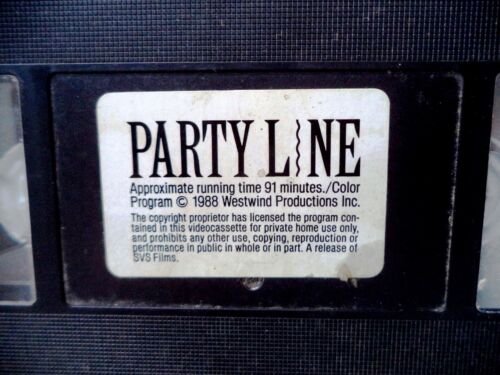 PARTY LINE
Approximate running time 91 minutes./Color
Program © 1988 Westwind Productions Inc.
The copyright proprietor has licensed the program con-
tained in this videocassette for private home use only,
and prohibits any other use, copying, reproduction or
performance in public in whole or in part. A release of
SVS Films.